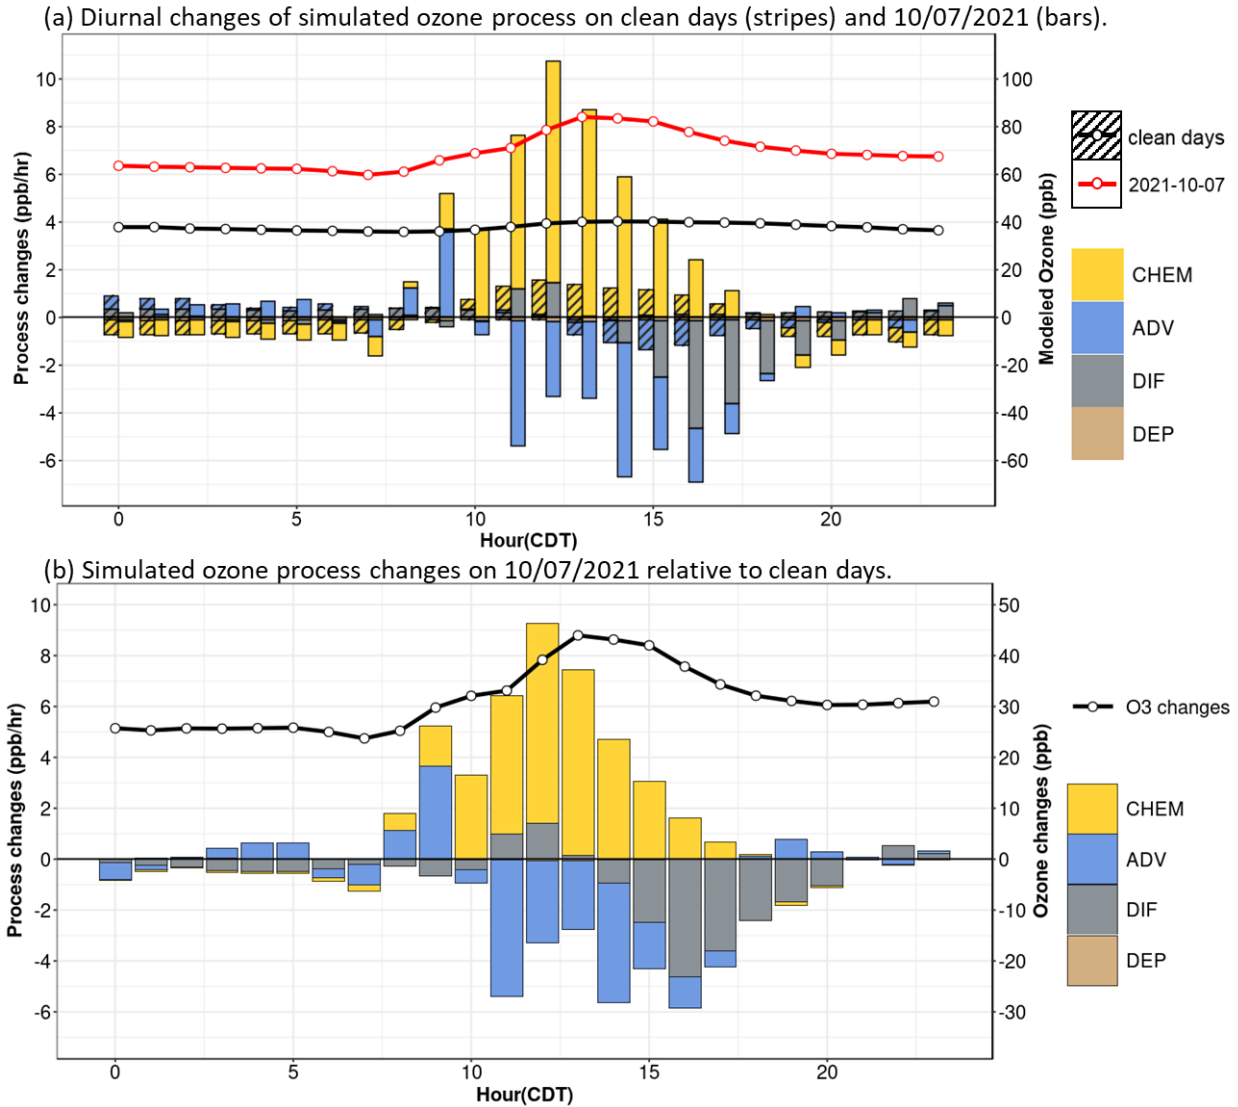 (a) Diurnal changes of simulated ozone process on clean days (stripes) and 10/07/2021 (bars).
10
8
6
4
2
0
-2
-4
-6
Process changes (ppb/hr)
100
80
60
40
20
0
-20
-40
-60
Modeled Ozone (ppb)
0 5 10 15 20
Hour(CDT)
clean days
2021-10-07
CHEM
ADV
DIF
DEP
(b) Simulated ozone process changes on 10/07/2021 relative to clean days.
10
8
6
4
2
0
-2
-4
-6
Process changes (ppb/hr)
50
40
30
20
10
0
-10
-20
-30
Ozone changes (ppb)
0 5 10 15 20
Hour(CDT)
O3 changes
CHEM
ADV
DIF
DEP